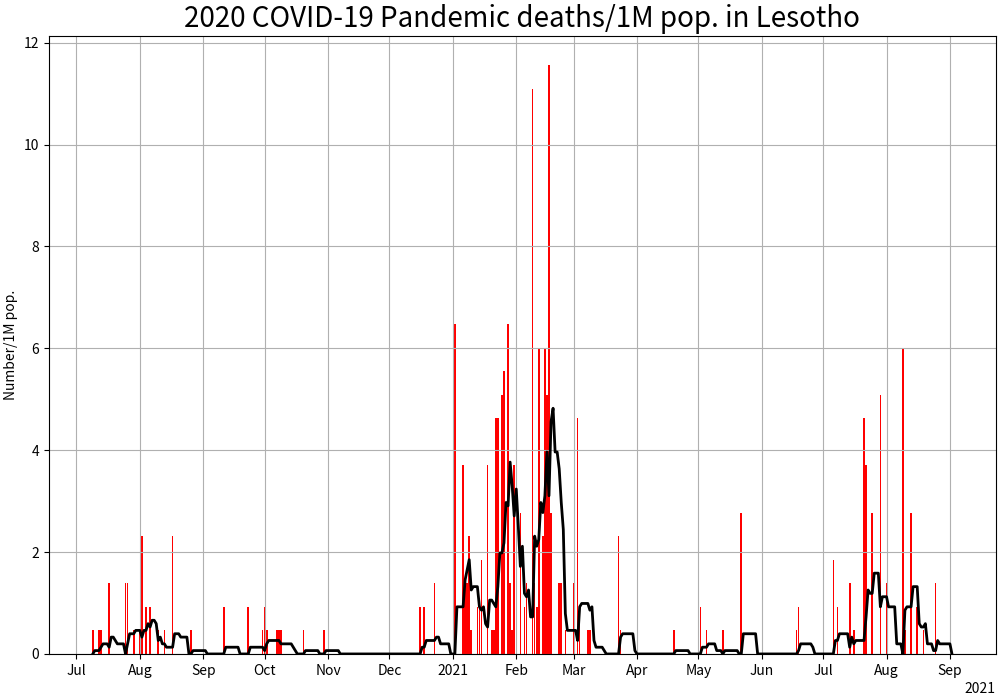 2020 COVID-19 Pandemic deaths/1M pop. in Lesotho
Number/1M pop.
12
10
8
6
4
2
0
Jul Aug Sep Oct Nov Dec 2021 Feb Mar Apr May Jun Jul Aug Sep
2021